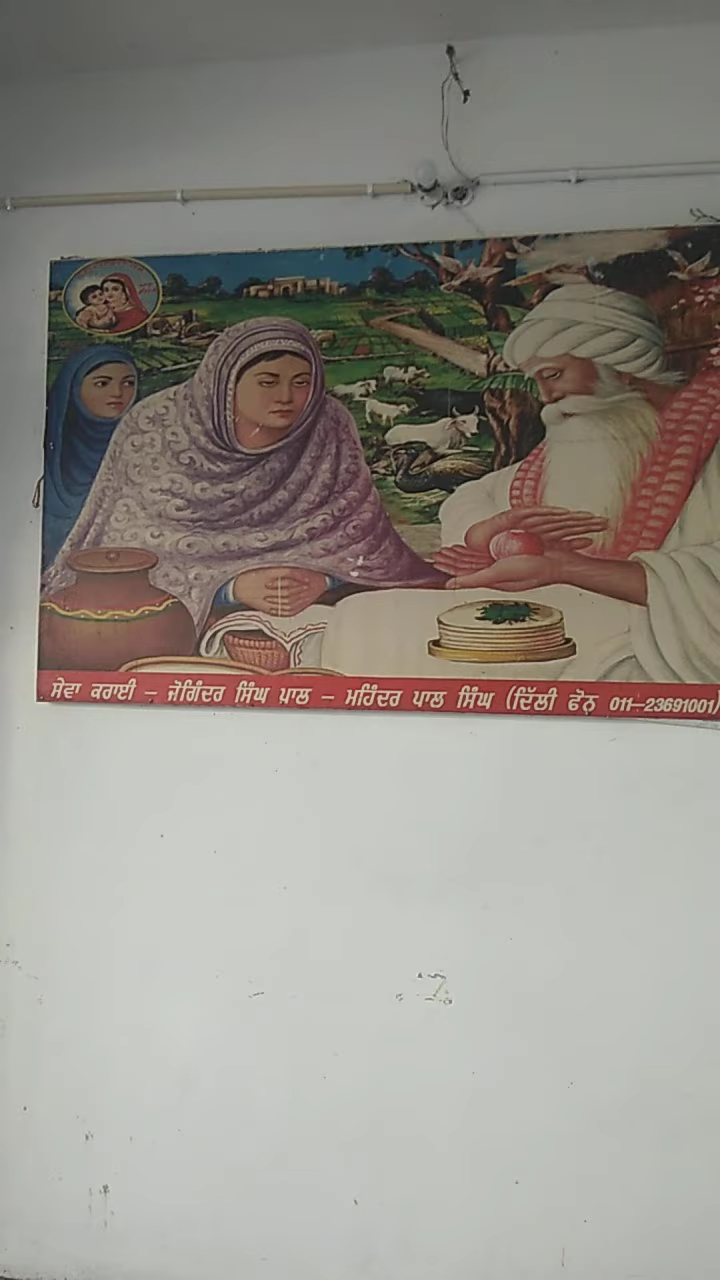 ਸੇਵਾ ਕਰਾਈ – ਜੋਗਿੰਦਰ ਸਿੰਘ ਪਾਲ – ਮਹਿੰਦਰ ਪਾਲ ਸਿੰਘ (ਦਿੱਲੀ ਫੋਨ 011–23691001)